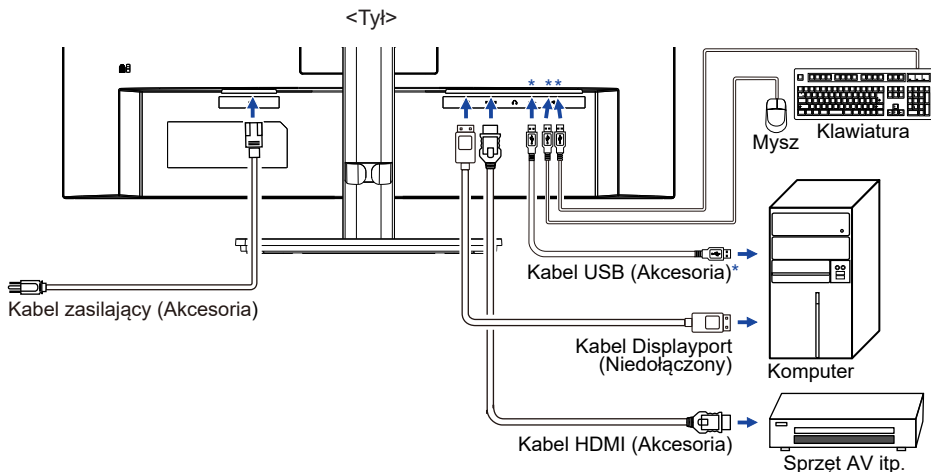 <Tył>
* **
Mysz
Klawiatura
Kabel USB (Akcesoria)*
Kabel zasilający (Akcesoria)
Kabel Displayport
(Niedołączony)
Komputer
Kabel HDMI (Akcesoria)
Sprzęt AV itp.